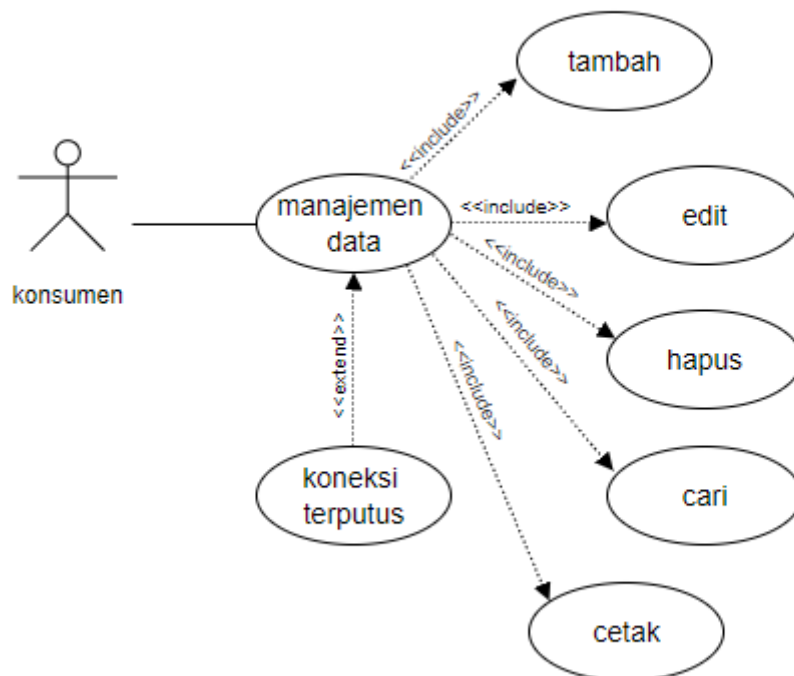 tambah
<<include>>
manajemen
data
<<include>>
edit
<<include>>
konsumen
<<include>>
hapus
<<extend>>
<<include>>
koneksi
terputus
cari
cetak